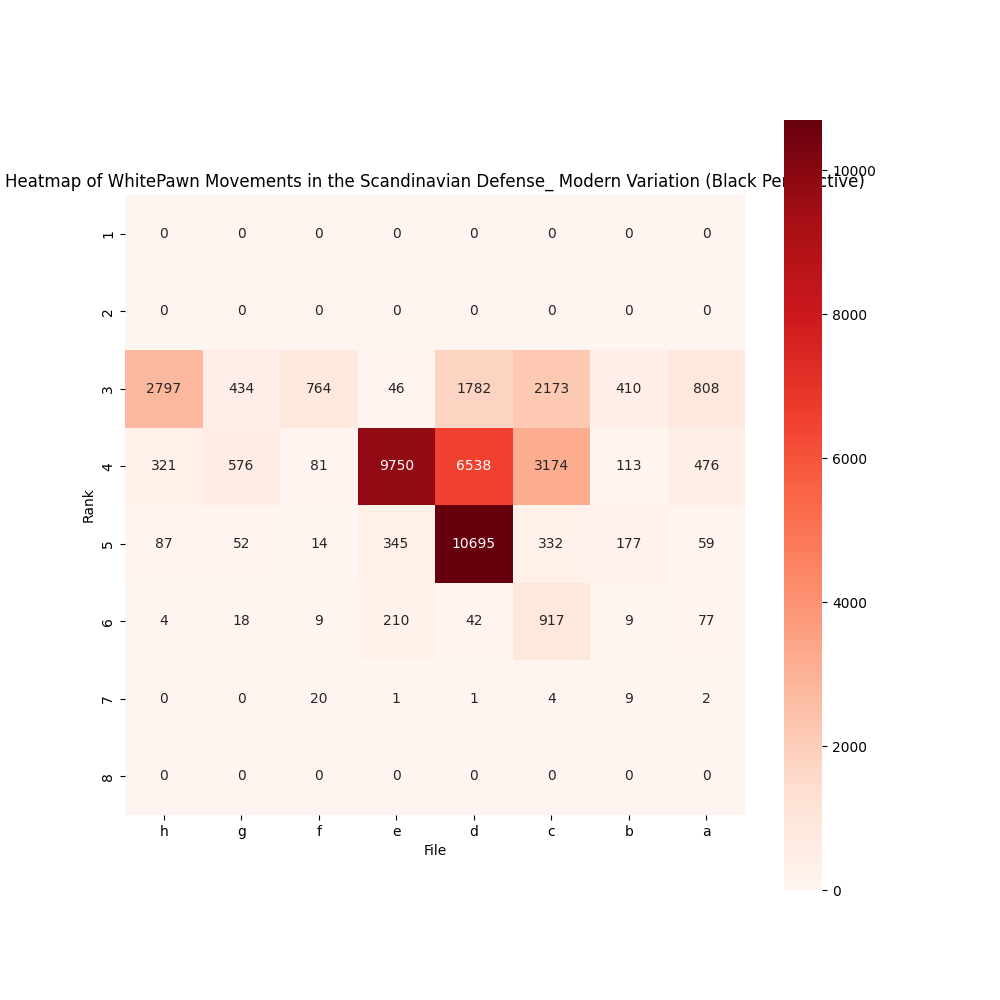 Heatmap of WhitePawn Movements in the Scandinavian Defense_ Modern Variation (Black Pe ctive)
10000
8000
6000
4000
2000
0
Rank
1 0 0 0 0 0 0 0 0
2 0 0 0 0 0 0 0 0
3 2797 434 764 46 1782 2173 410 808
4 321 576 81 9750 6538 3174 113 476
5 87 52 14 345 10695 332 177 59
6 4 18 9 210 42 917 9 77
7 0 0 20 1 1 4 9 2
8 0 0 0 0 0 0 0 0
h g f e d c b a
File